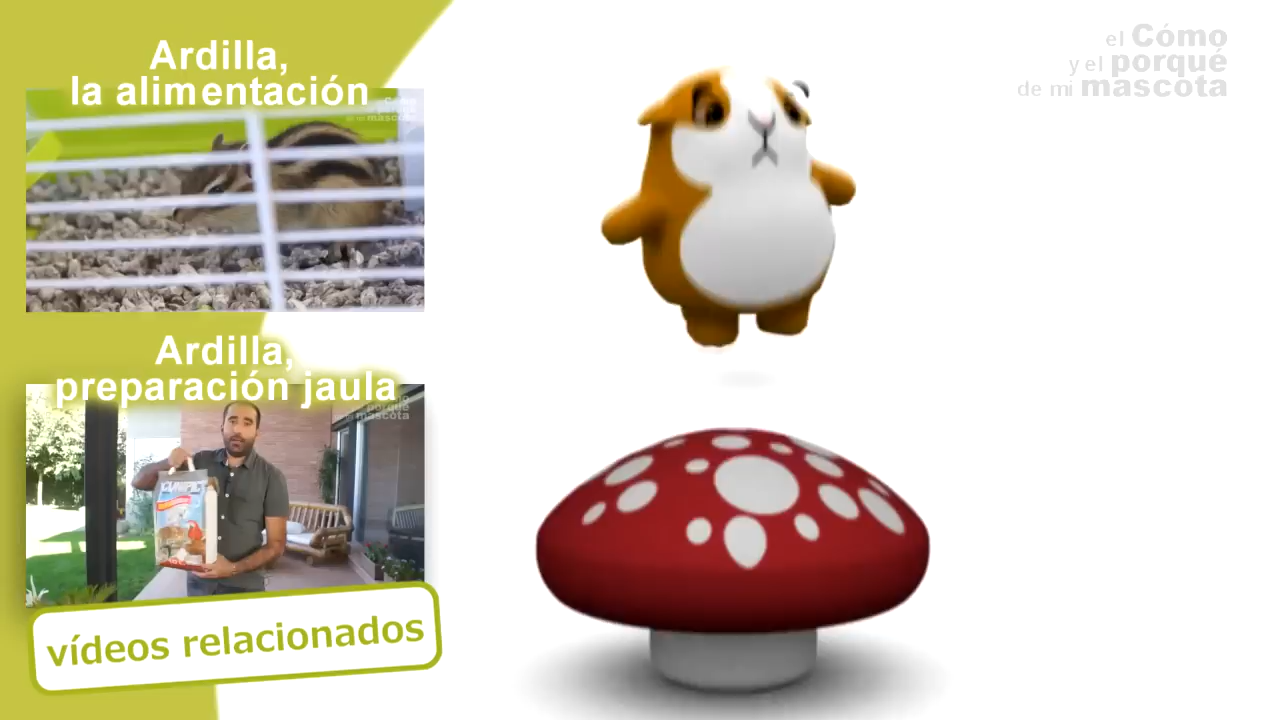 Ardilla,
la alimentación
Ardilla,
preparación jaula
vídeos relacionados
el Cómo
y el porqué
de mi mascota